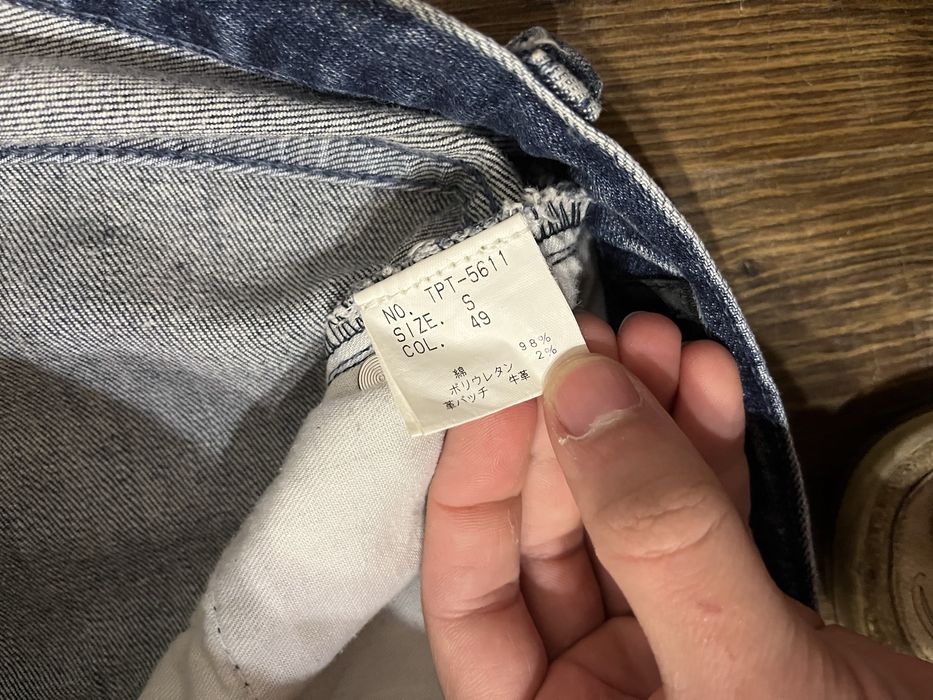 NO. TPT-5611
SIZE. S
COL. 49
綿 98%
ポリウレタン 2%
革パッチ 牛革